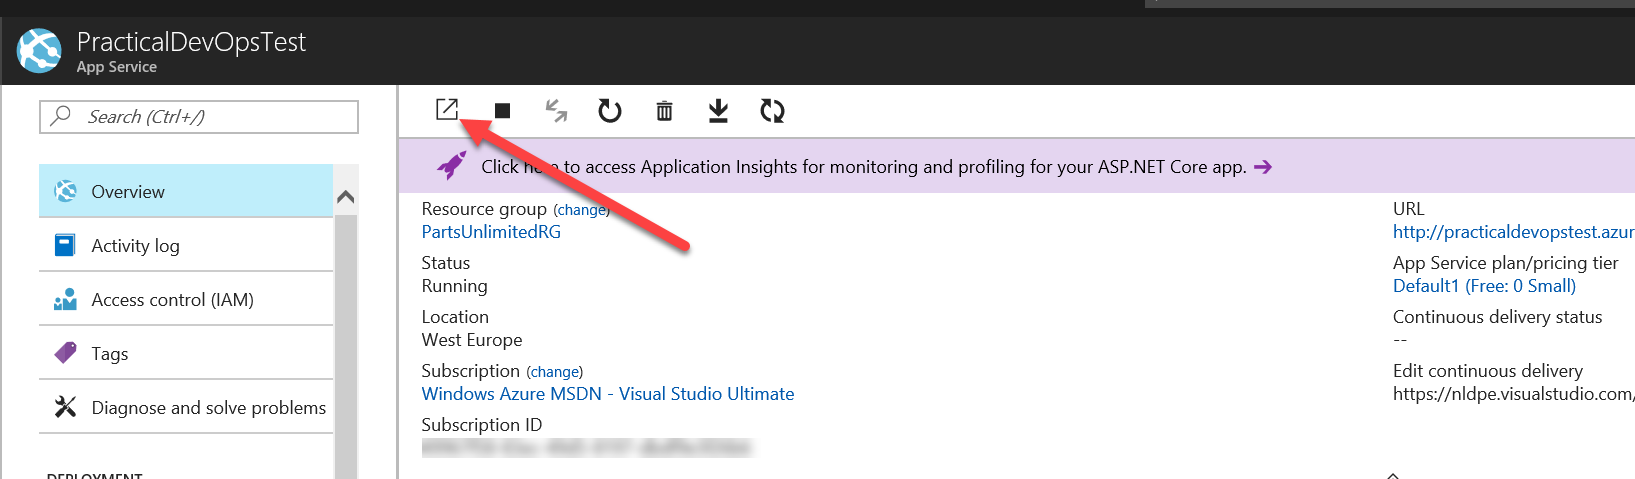 PracticalDevOpsTest
App Service
Search (Ctrl+/)
Overview
Activity log
Access control (IAM)
Tags
Diagnose and solve problems
DEPLOYMENT
Click here to access Application Insights for monitoring and profiling for your ASP.NET Core app.
Resource group (change)
PartsUnlimitedRG
Status
Running
Location
West Europe
Subscription (change)
Windows Azure MSDN - Visual Studio Ultimate
Subscription ID
URL
http://practicaldevopstest.azur
App Service plan/pricing tier
Default1 (Free: 0 Small)
Continuous delivery status
--
Edit continuous delivery
https://nldpe.visualstudio.com/